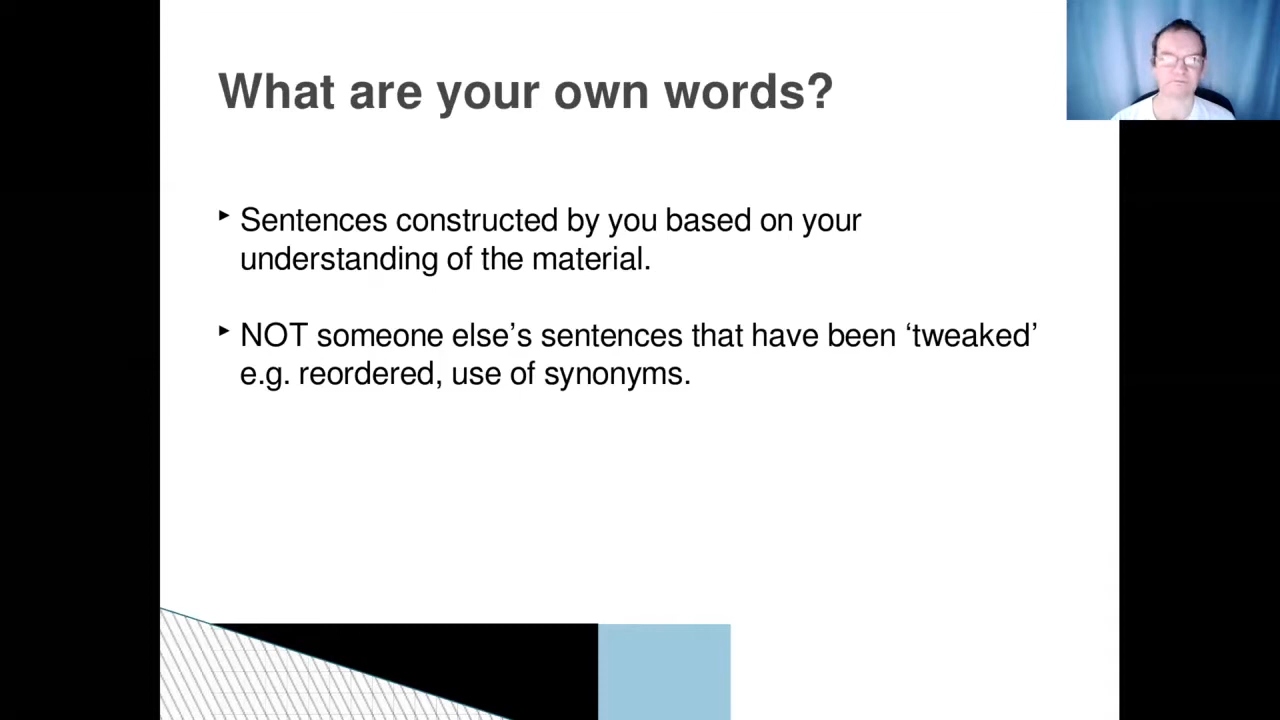 What are your own words?
Sentences constructed by you based on your
understanding of the material.
NOT someone else’s sentences that have been ‘tweaked’
e.g. reordered, use of synonyms.